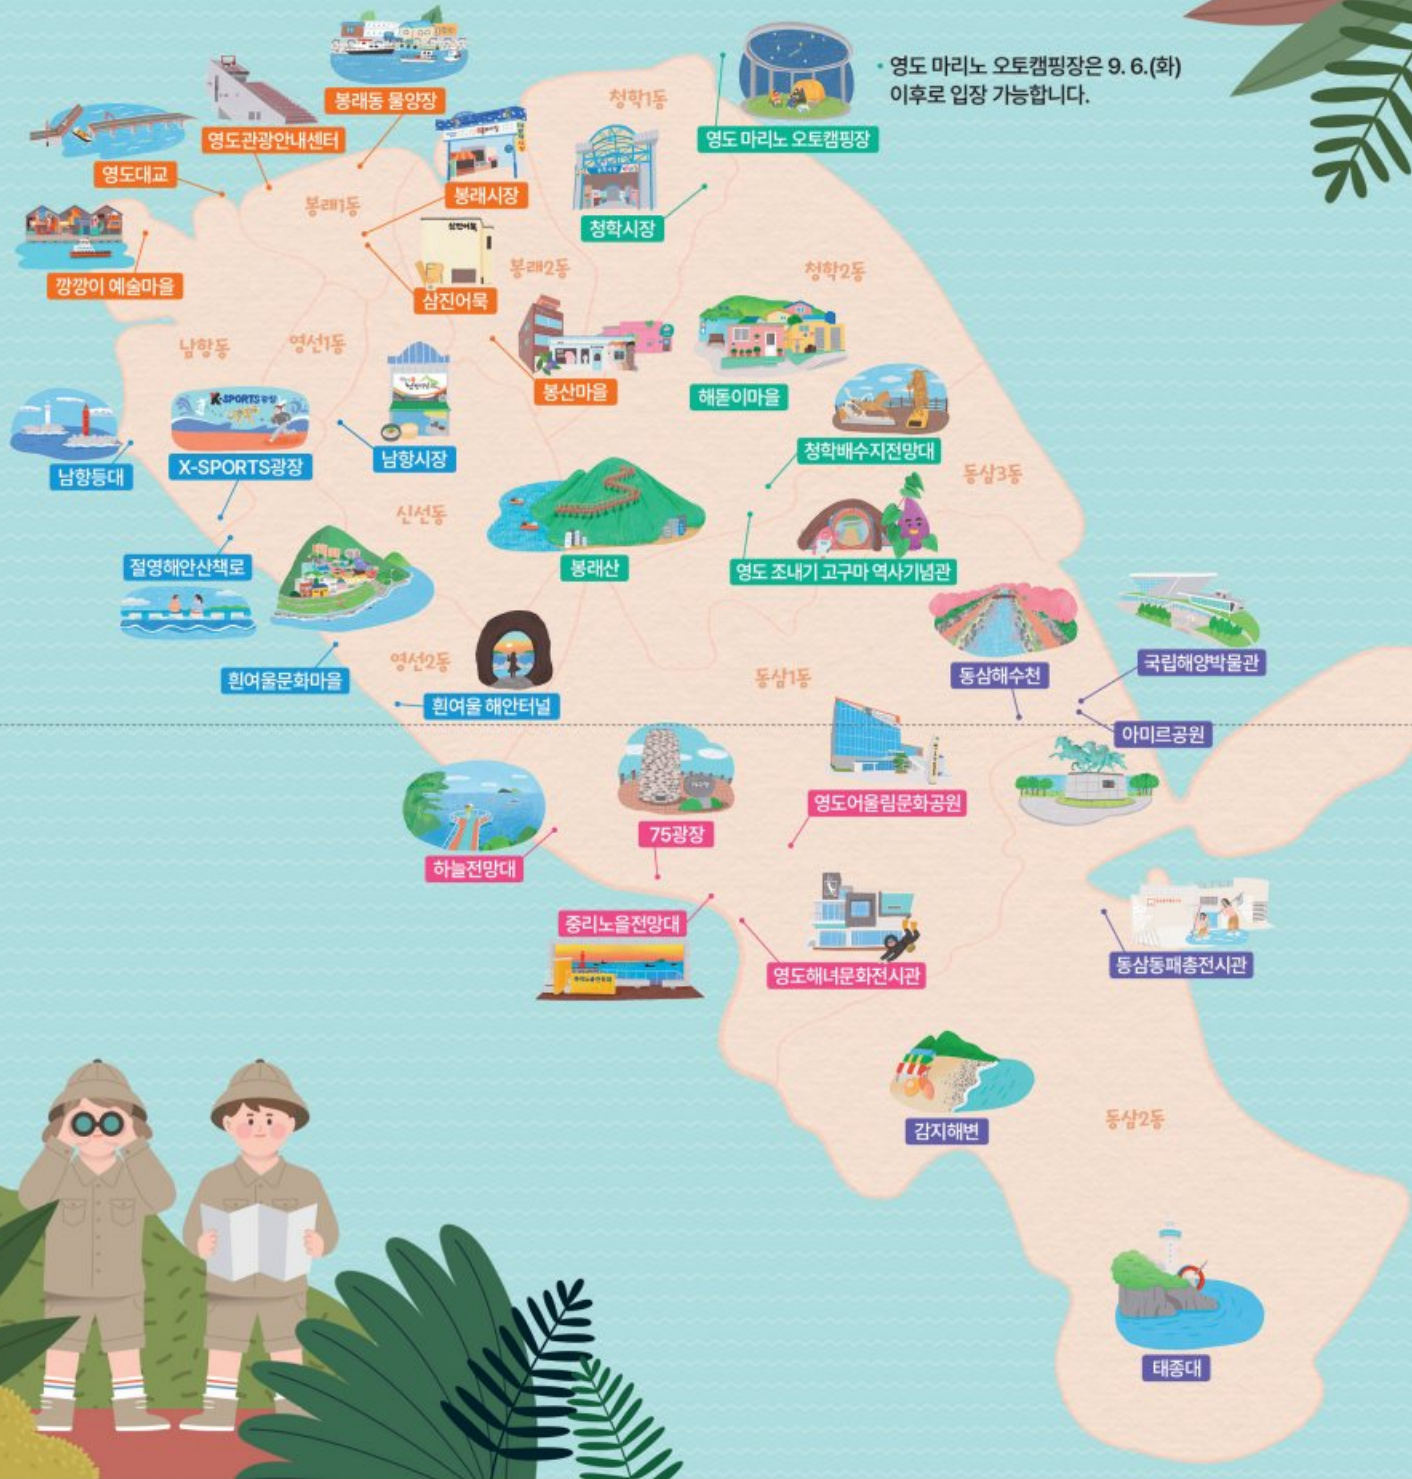 봉래동 물양장
영도관광안내센터
영도대교
깡깡이 예술마을
봉래시장
삼진어묵
삼진어묵
봉래1동
청학1동
청학시장
영도 마리노 오토캠핑장
• 영도 마리노 오토캠핑장은 9. 6.(화)
이후로 입장 가능합니다.
봉래2동
청학2동
남항동
영선1동
봉산마을
해돋이마을
남항등대
X-SPORTS
X-SPORTS광장
남항시장
청학배수지전망대
동삼3동
신선동
절영해안산책로
봉래산
영도 조내기 고구마 역사기념관
흰여울문화마을
영선2동
흰여울 해안터널
동삼1동
동삼해수천
국립해양박물관
아미르공원
하늘전망대
75광장
영도어울림문화공원
중리노을전망대
영도해녀문화전시관
동삼동패총전시관
감지해변
동삼2동
태종대